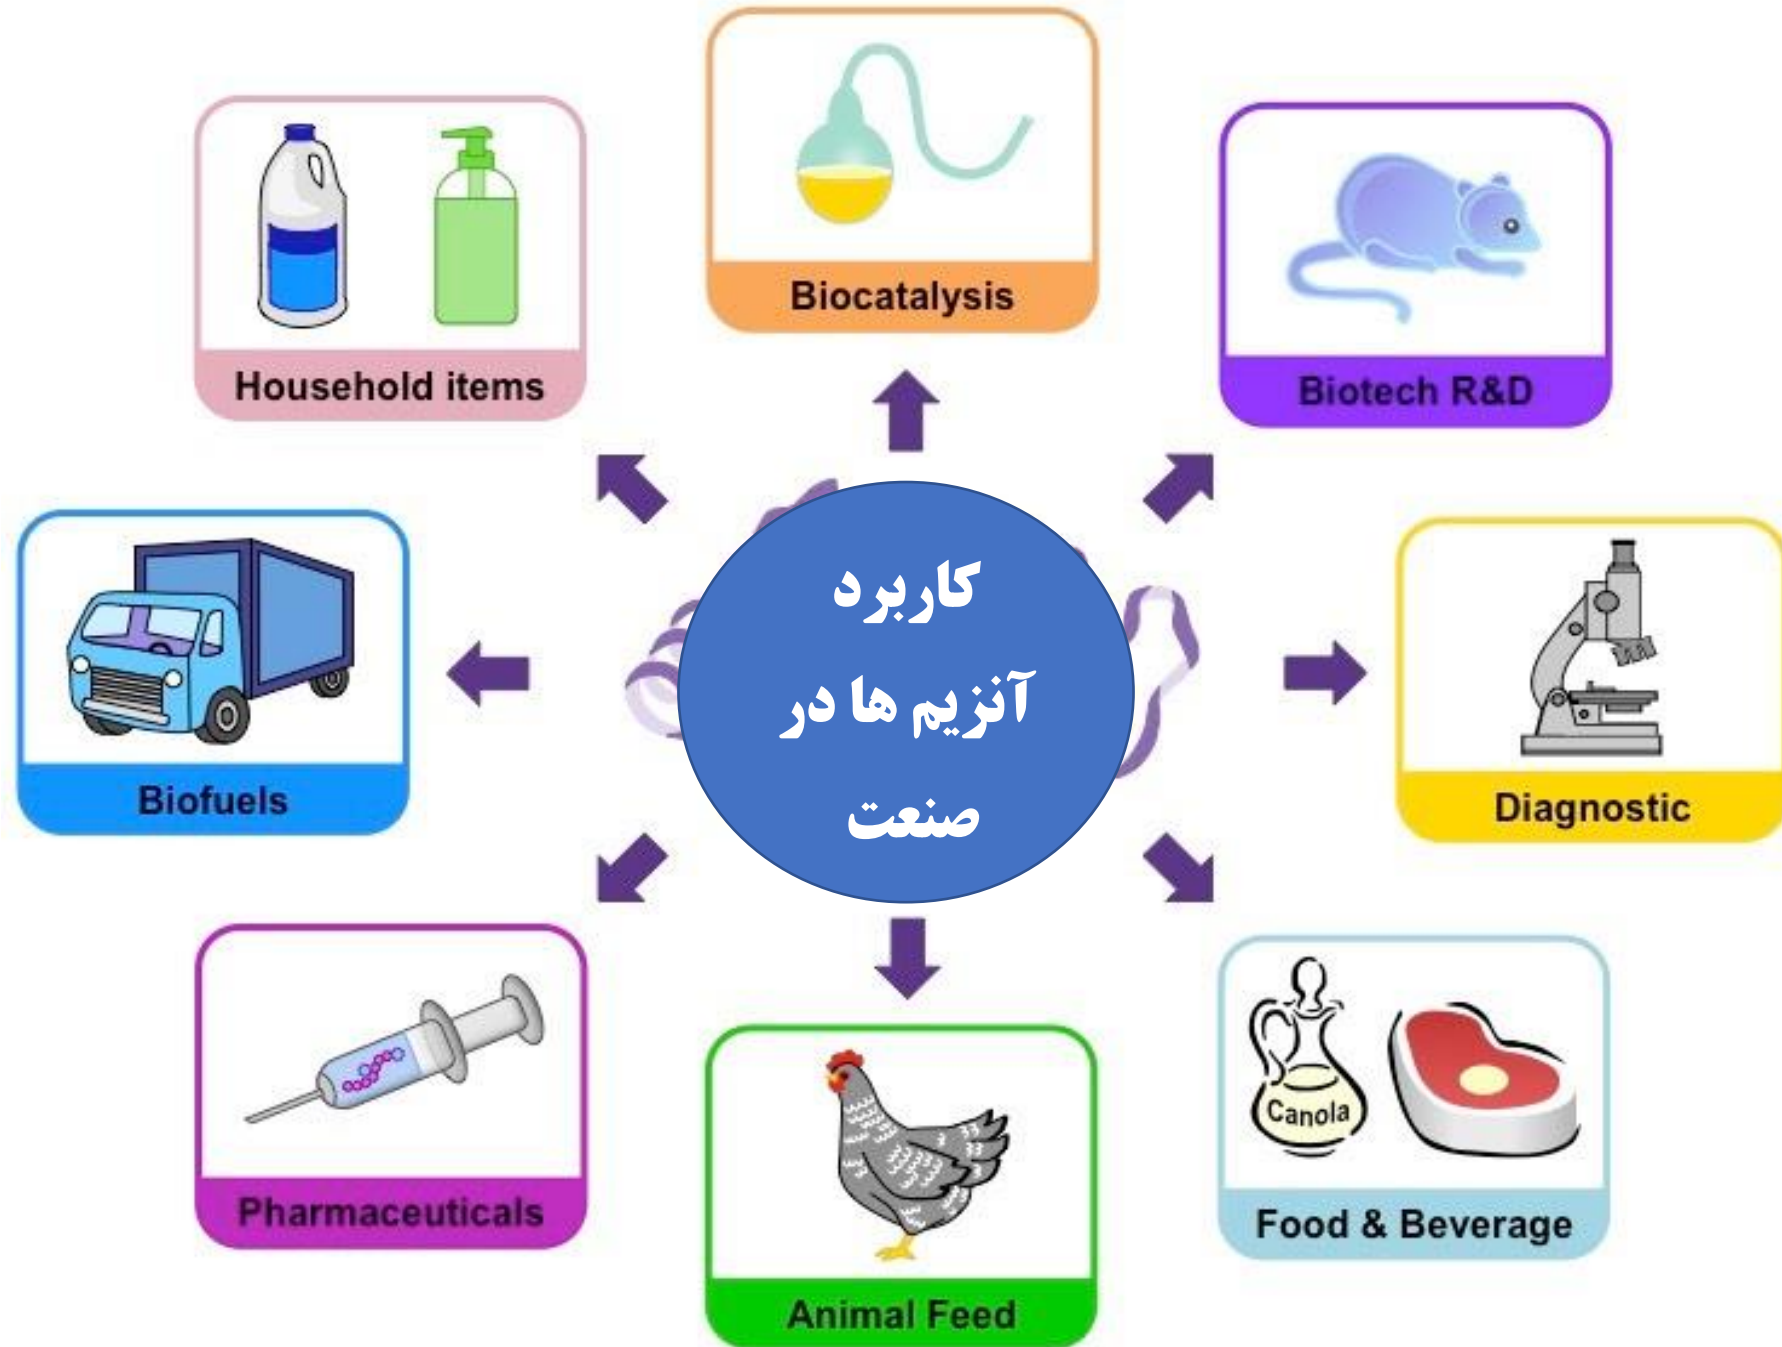 Biocatalysis
Household items
Biotech R&D
کاربرد
آنزیم ها در
صنعت
Biofuels
Diagnostic
Canola
Pharmaceuticals
Food & Beverage
Animal Feed